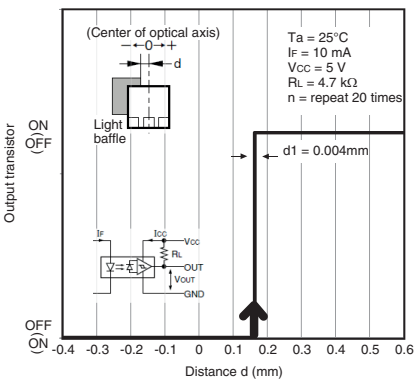 (Center of optical axis)
- 0 +
d
Light
baffle
Ta = 25°C
IF = 10 mA
VCC = 5 V
RL = 4.7 kΩ
n = repeat 20 times
Output transistor
ON
(OFF)
d1 = 0.004mm
IF
ICC
VCC
RL
OUT
VOUT
GND
OFF
(ON)
-0.4 -0.3 -0.2 -0.1 0 0.1 0.2 0.3 0.4 0.5 0.6
Distance d (mm)